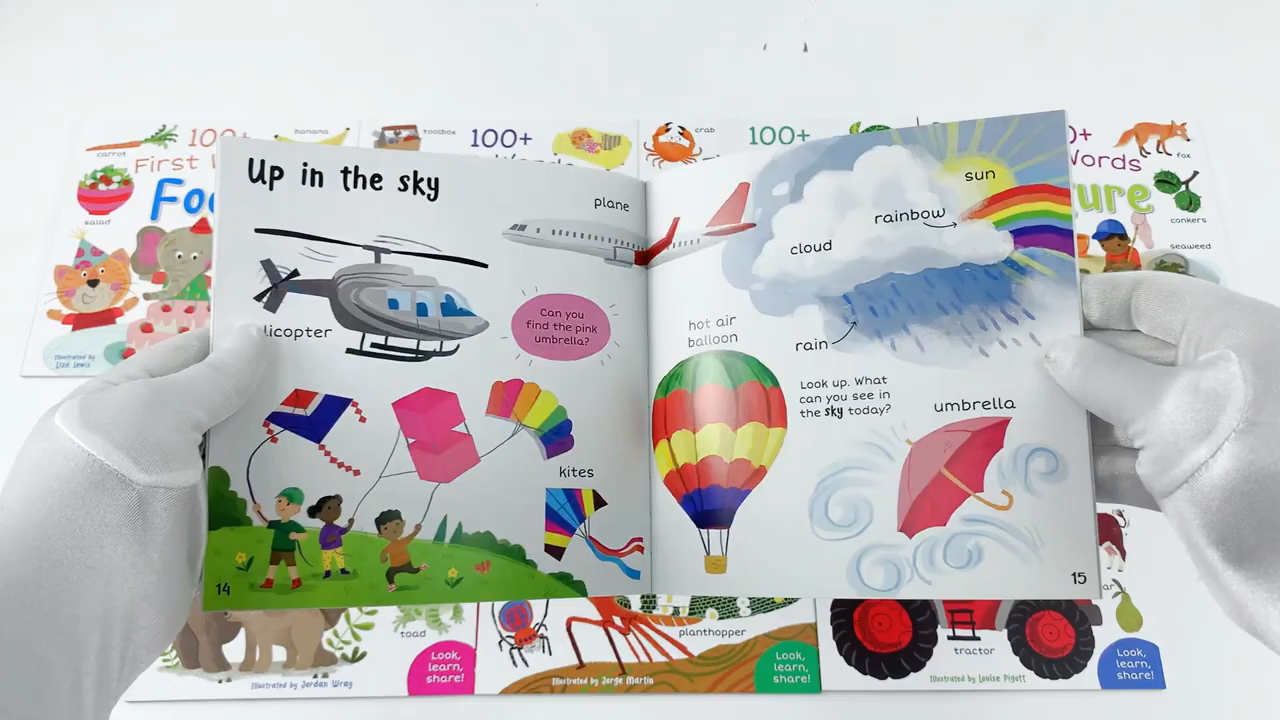 Up in the sky
plane
licopter
Can you
find the pink
umbrella?
kites
14
sun
rainbow
cloud
rain
hot air
balloon
Look up. What
can you see in
the sky today?
umbrella
15
carrot
100+
banana
toolbox
100+
crab
100+
Words
fox
conkers
seaweed
First
salad
Illustrated by
toad
Look,
learn,
share!
Illustrated by Jordan Wray
planthopper
Look,
learn,
share!
Illustrated by Jorge Martin
tractor
Look,
learn,
share!
Illustrated by Louise Pigott